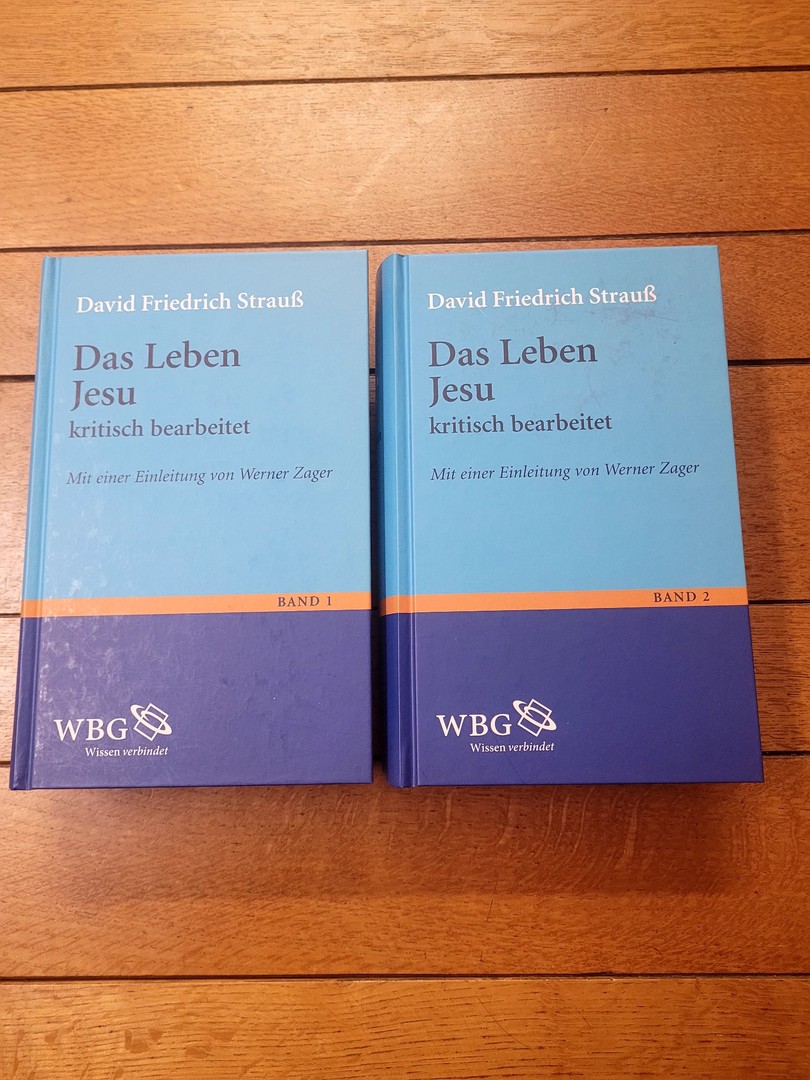 David Friedrich Strauß
Das Leben
Jesu
kritisch bearbeitet
Mit einer Einleitung von Werner Zager
BAND 1
WBG
Wissen verbindet
David Friedrich Strauß
Das Leben
Jesu
kritisch bearbeitet
Mit einer Einleitung von Werner Zager
BAND 2
WBG
Wissen verbindet